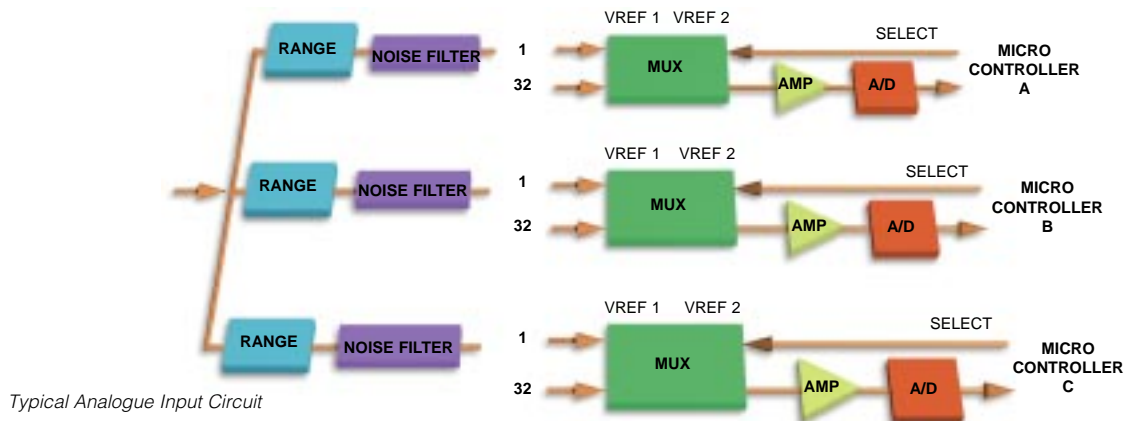 VREF 1 VREF 2
RANGE
NOISE FILTER
1
32
MUX
SELECT
AMP
A/D
MICRO
CONTROLLER
A
VREF 1 VREF 2
RANGE
NOISE FILTER
1
32
MUX
SELECT
AMP
A/D
MICRO
CONTROLLER
B
VREF 1 VREF 2
RANGE
NOISE FILTER
1
32
MUX
SELECT
AMP
A/D
MICRO
CONTROLLER
C
Typical Analogue Input Circuit